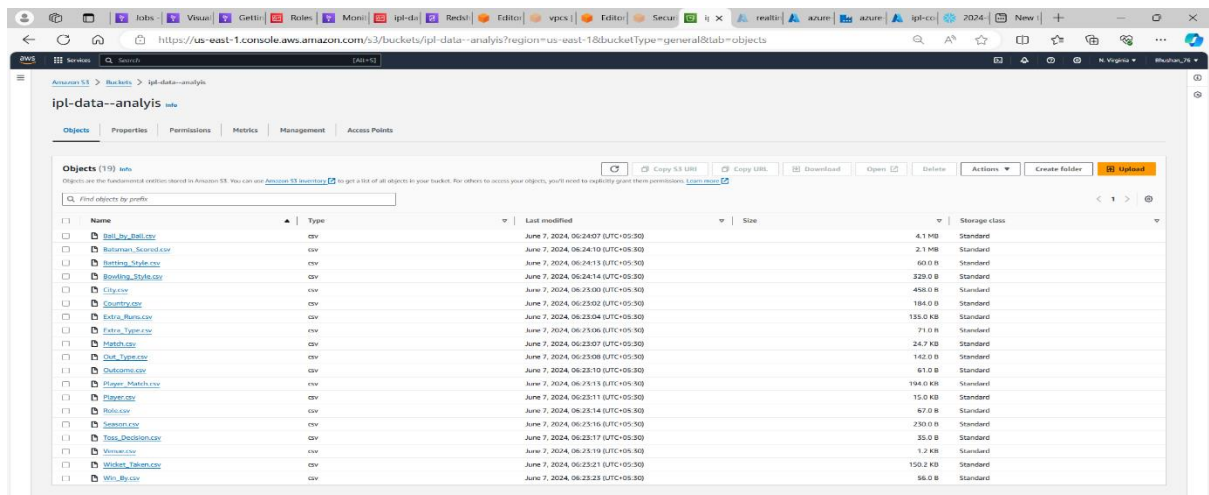 Jobs - Visua Gettin Roles Moni ipl-da Redsh Editor vpcs | Editor Secur realtin azure azure ipl-co 2024- New
https://us-east-1.console.aws.amazon.com/s3/buckets/ipl-data--analyis?region=us-east-1&bucketType=general&tab=objects
aws Services Search [Alt+S] N. Virginia Bhushan_76
Amazon S3 > Buckets > ipl-data--analyis
ipl-data--analyis Info
Objects Properties Permissions Metrics Management Access Points
Objects (19) Info Copy S3 URI Copy URL Download Open Delete Actions Create folder Upload
Objects are the fundamental entities stored in Amazon S3. You can use Amazon S3 inventory to get a list of all objects in your bucket. For others to access your objects, you'll need to explicitly grant them permissions. Learn more
Find objects by prefix 1
Name Type Last modified Size Storage class
Ball_by_Ball.csv csv June 7, 2024, 06:24:07 (UTC+05:30) 4.1 MB Standard
Batsman_Scored.csv csv June 7, 2024, 06:24:10 (UTC+05:30) 2.1 MB Standard
Batting_Style.csv csv June 7, 2024, 06:24:13 (UTC+05:30) 60.0 B Standard
Bowling_Style.csv csv June 7, 2024, 06:24:14 (UTC+05:30) 329.0 B Standard
City.csv csv June 7, 2024, 06:23:00 (UTC+05:30) 458.0 B Standard
Country.csv csv June 7, 2024, 06:23:02 (UTC+05:30) 184.0 B Standard
Extra_Runs.csv csv June 7, 2024, 06:23:04 (UTC+05:30) 135.0 KB Standard
Extra_Type.csv csv June 7, 2024, 06:23:06 (UTC+05:30) 71.0 B Standard
Match.csv csv June 7, 2024, 06:23:07 (UTC+05:30) 24.7 KB Standard
Out_Type.csv csv June 7, 2024, 06:23:08 (UTC+05:30) 142.0 B Standard
Outcome.csv csv June 7, 2024, 06:23:10 (UTC+05:30) 61.0 B Standard
Player_Match.csv csv June 7, 2024, 06:23:13 (UTC+05:30) 194.0 KB Standard
Player.csv csv June 7, 2024, 06:23:11 (UTC+05:30) 15.0 KB Standard
Role.csv csv June 7, 2024, 06:23:14 (UTC+05:30) 67.0 B Standard
Season.csv csv June 7, 2024, 06:23:16 (UTC+05:30) 230.0 B Standard
Toss_Decision.csv csv June 7, 2024, 06:23:17 (UTC+05:30) 35.0 B Standard
Venue.csv csv June 7, 2024, 06:23:19 (UTC+05:30) 1.2 KB Standard
Wicket_Taken.csv csv June 7, 2024, 06:23:21 (UTC+05:30) 150.2 KB Standard
Win_By.csv csv June 7, 2024, 06:23:23 (UTC+05:30) 56.0 B Standard